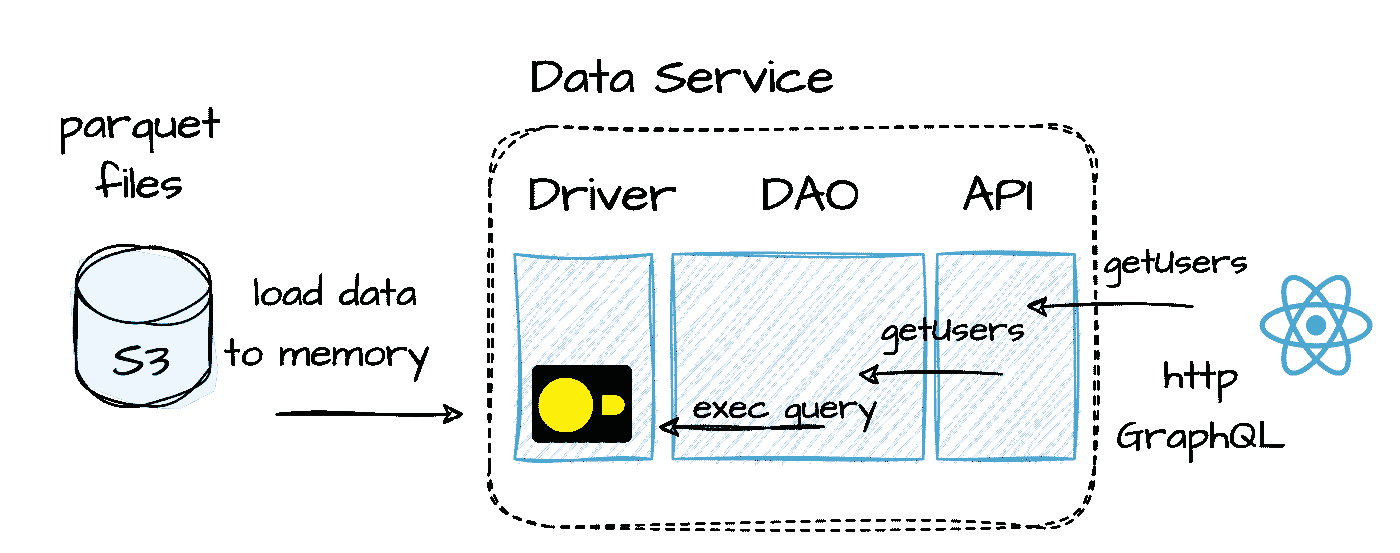 Data Service
parquet
files
Driver
DAO
API
S3
load data
to memory
getUsers
getUsers
exec query
http
GraphQL